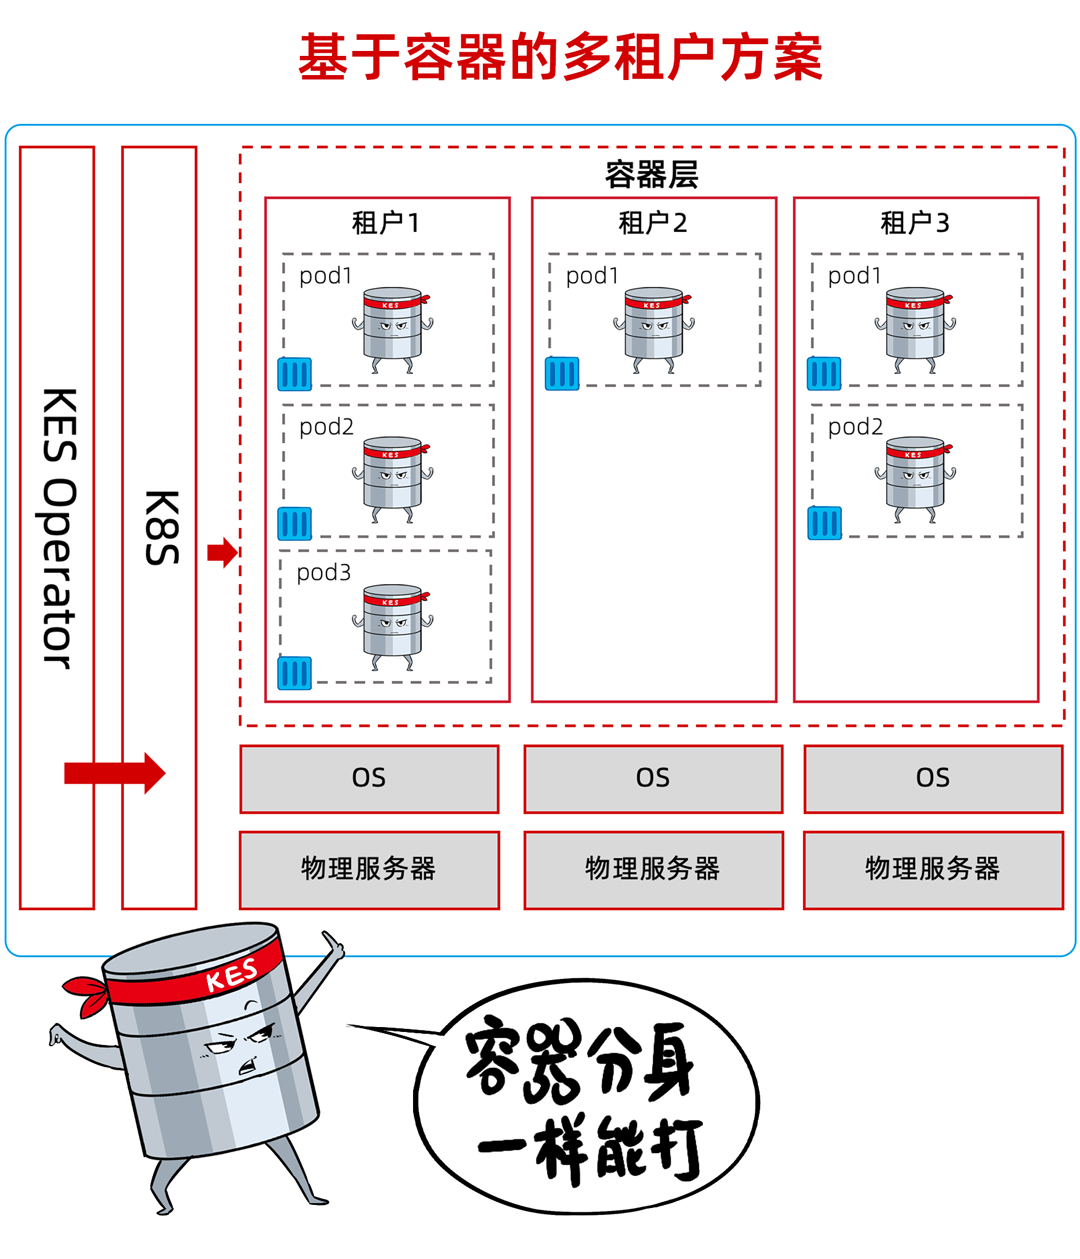 基于容器的多租户方案
KES Operator
K8S
容器层
租户1
pod1
KES
pod2
KES
pod3
KES
租户2
pod1
KES
租户3
pod1
KES
pod2
KES
OS
OS
OS
物理服务器
物理服务器
物理服务器
KES
容器分身
一样能打